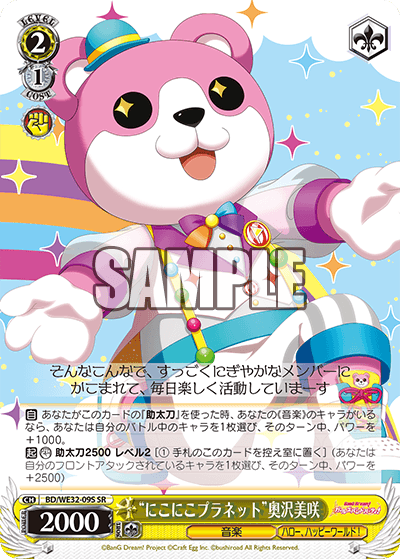 LEVEL
2
1
COST
SAMPLE
そんなこんなで、すっごくにぎやかなメンバーに
かこまれて、毎日楽しく活動していまーす
自 あなたがこのカードの「助太刀」を使った時、あなたの《音楽》のキャラがいる
なら、あなたは自分のバトル中のキャラを1枚選び、そのターン中、パワーを
+1000。
起 助太刀2500 レベル2 [① 手札のこのカードを控え室に置く] (あなたは
自分のフロントアタックされているキャラを1枚選び、そのターン中、パワーを
+2500)
CH BD/WE32-09S SR
2000
“にこにこプラネット”奥沢美咲
音楽
ハロー、ハッピーワールド！
©BanG Dream! Project ©Craft Egg Inc. ©bushiroad All Rights Reserved.